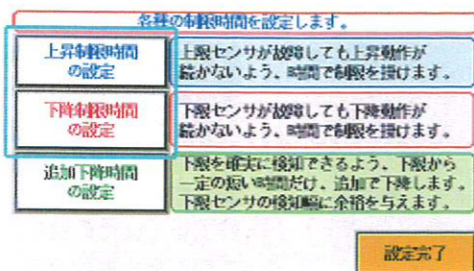 各種の制限時間を設定します。
上昇制限時間
の設定
上限センサが故障しても上昇動作が
続かないよう、時間で制限を掛けます。
下降制限時間
の設定
下限センサが故障しても下降動作が
続かないよう、時間で制限を掛けます。
追加下降時間
の設定
下限を確実に検知できるよう、下限から
一定の短い時間だけ、追加で下降します。
下限センサの検知幅に余裕を与えます。
設定完了